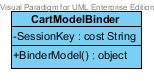 Visual Paradigm for UML Enterprise Edition
CartModelBinder
-SessionKey : cost String
+BinderModel() : object